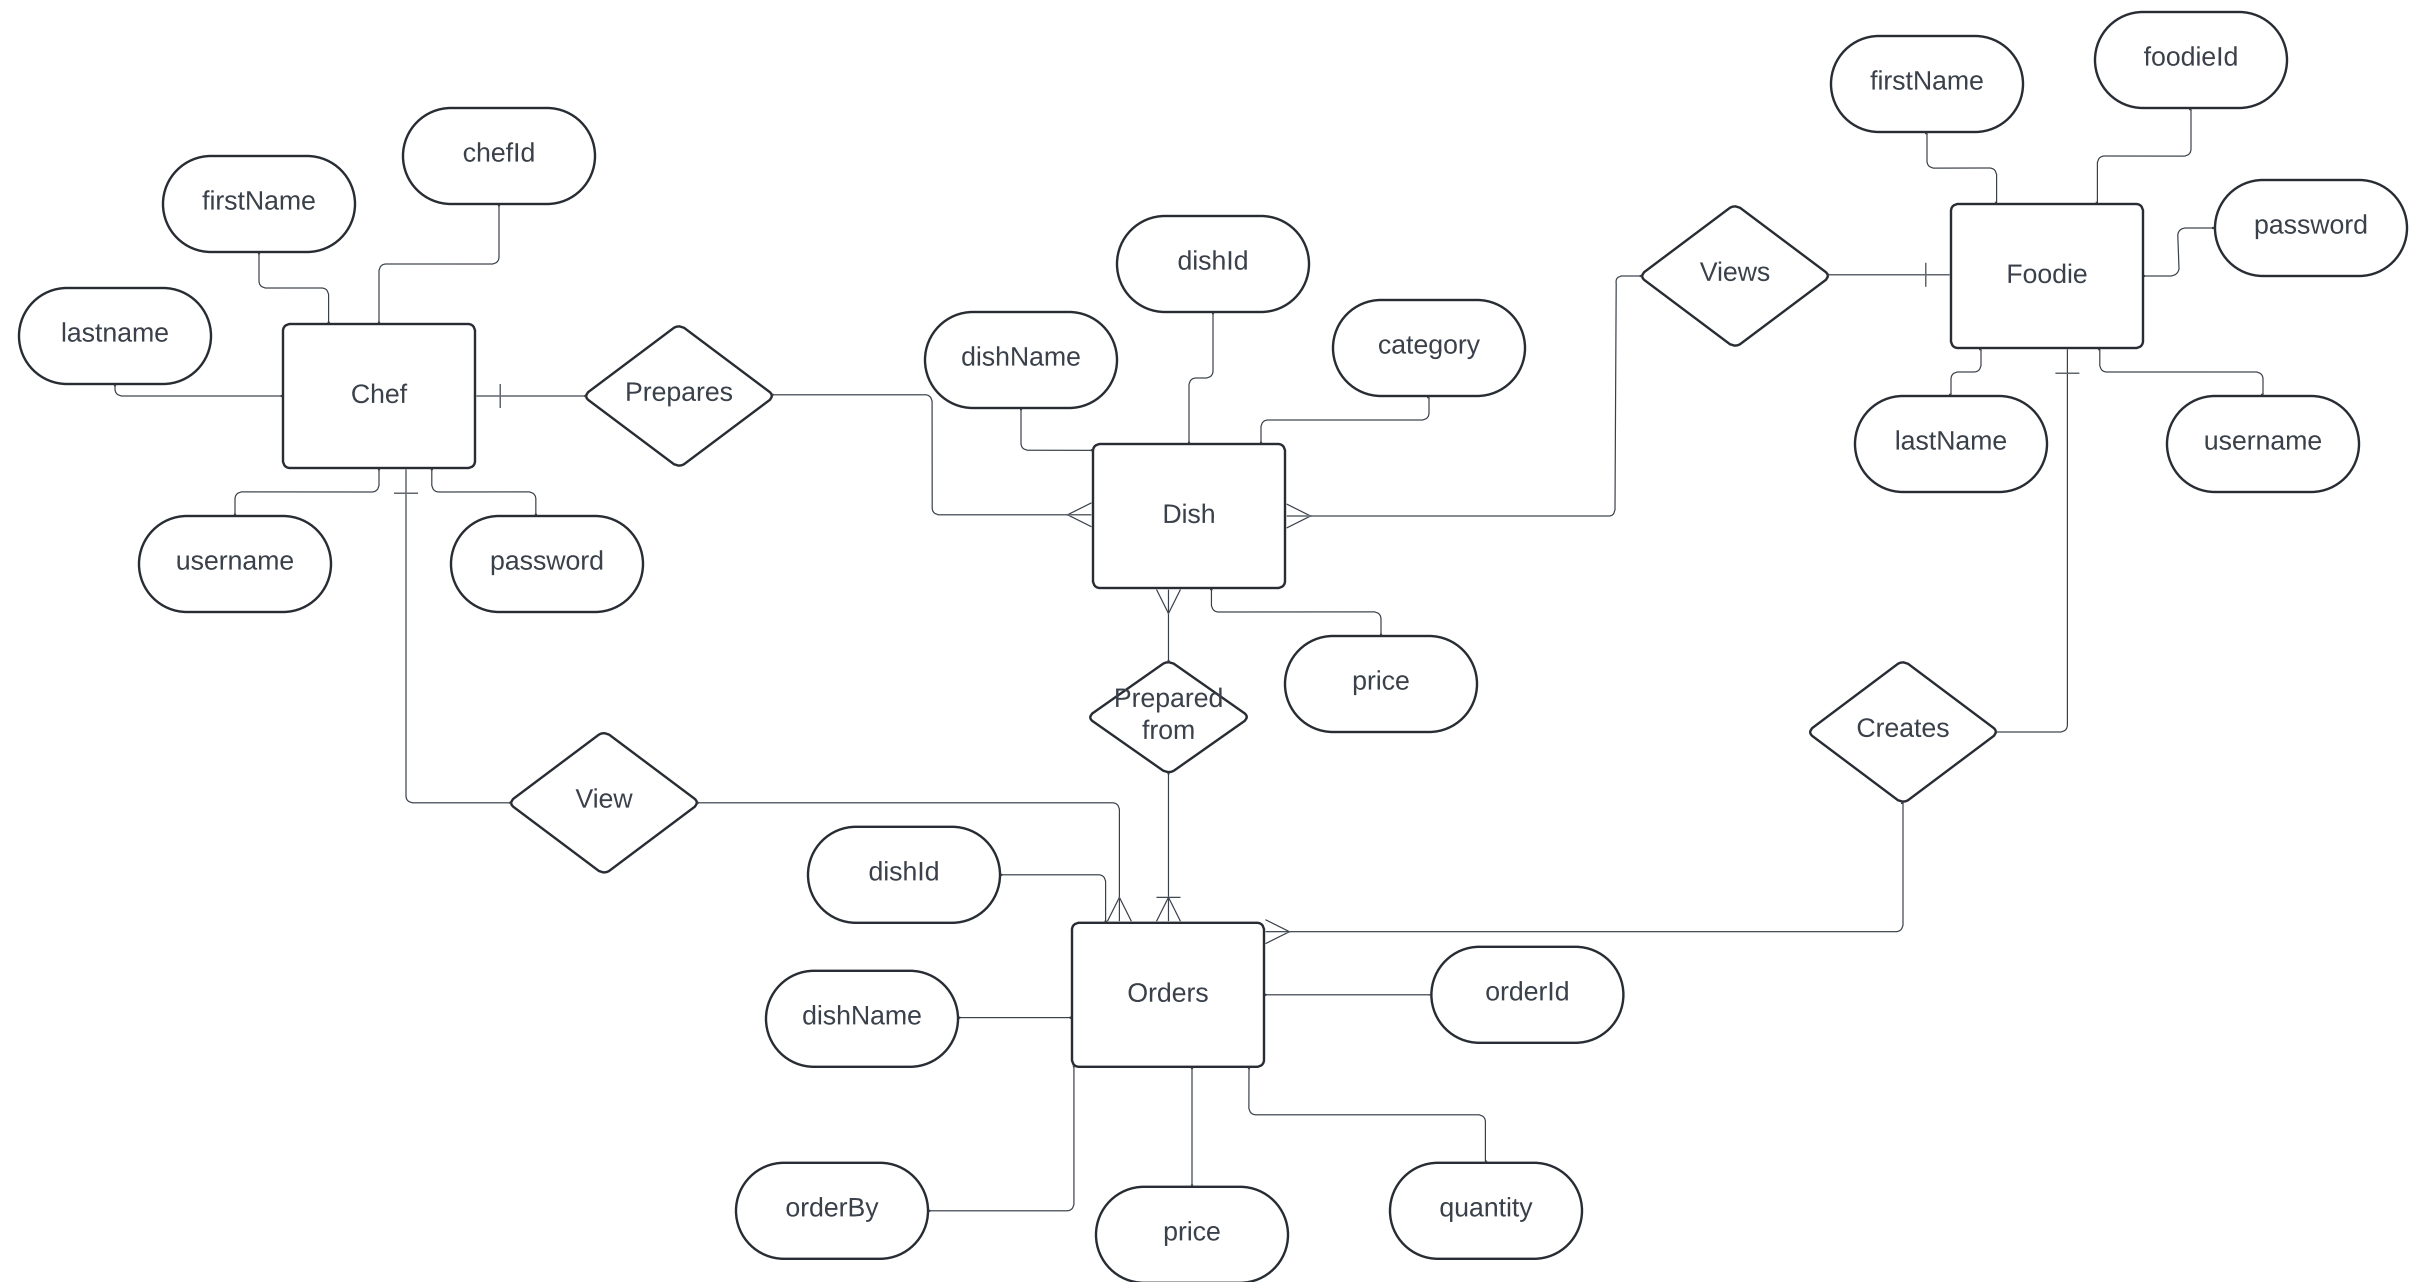 foodieId
firstName
chefId
firstName
password
dishId
Views
Foodie
lastname
category
dishName
Chef
Prepares
lastName
username
Dish
username
password
price
Prepared
from
Creates
View
dishId
orderId
Orders
dishName
orderBy
quantity
price